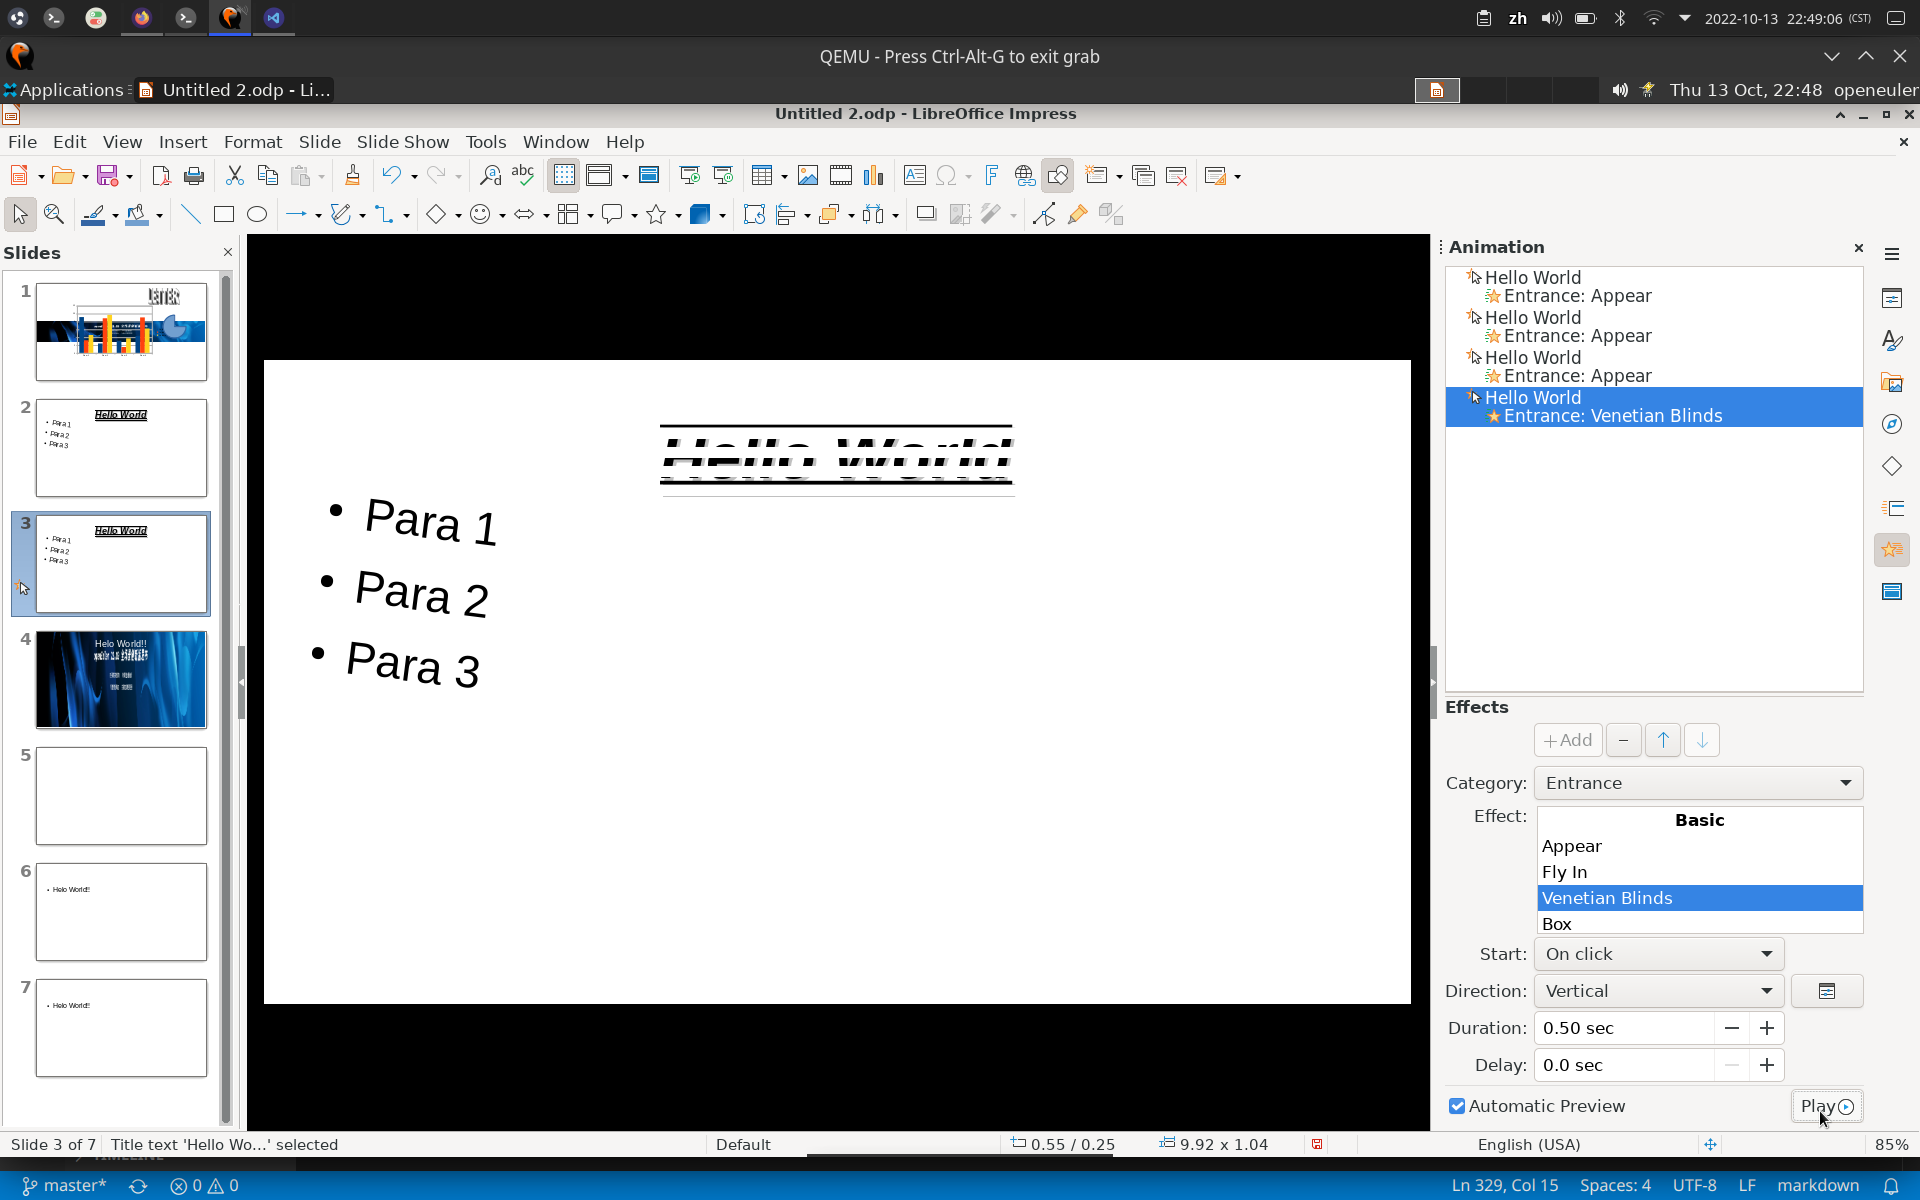 zh
2022-10-13 22:49:06 (CST)
QEMU - Press Ctrl-Alt-G to exit grab
Applications
Untitled 2.odp - Li...
Thu 13 Oct, 22:48 openeuler
Untitled 2.odp - LibreOffice Impress
File Edit View Insert Format Slide Slide Show Tools Window Help
Slides
Animation
1
2
Hello World
• Para 1
• Para 2
• Para 3
3
Hello World
• Para 1
• Para 2
• Para 3
4
Helo World!!
5
6
• Helo World!!
7
• Helo World!!
Hello World
• Para 1
• Para 2
• Para 3
Hello World
Entrance: Appear
Hello World
Entrance: Appear
Hello World
Entrance: Appear
Hello World
Entrance: Venetian Blinds
Effects
+ Add
Category: Entrance
Effect:
Basic
Appear
Fly In
Venetian Blinds
Box
Start: On click
Direction: Vertical
Duration: 0.50 sec
Delay: 0.0 sec
Automatic Preview
Play
Slide 3 of 7 Title text 'Hello Wo...' selected Default 0.55 / 0.25 9.92 x 1.04 English (USA) 85%
master* 0 0 Ln 329, Col 15 Spaces: 4 UTF-8 LF markdown